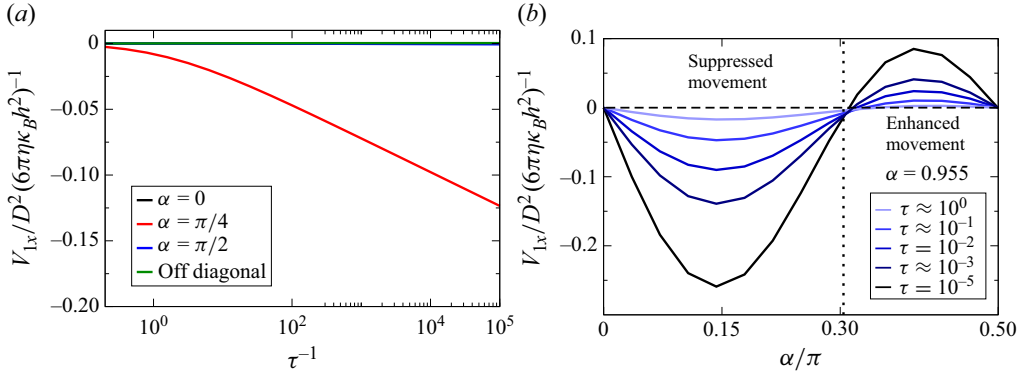 (a)
0
–0.05
–0.10
–0.15
–0.20
V1x/D²(6πηκBh²)⁻¹
α = 0
α = π/4
α = π/2
Off diagonal
10⁰
10²
10⁴
10⁵
τ⁻¹
(b)
0.1
0
–0.1
–0.2
V1x/D²(6πηκBh²)⁻¹
Suppressed
movement
Enhanced
movement
α = 0.955
τ ≈ 10⁰
τ ≈ 10⁻¹
τ = 10⁻²
τ ≈ 10⁻³
τ = 10⁻⁵
0
0.15
0.30
0.50
α/π